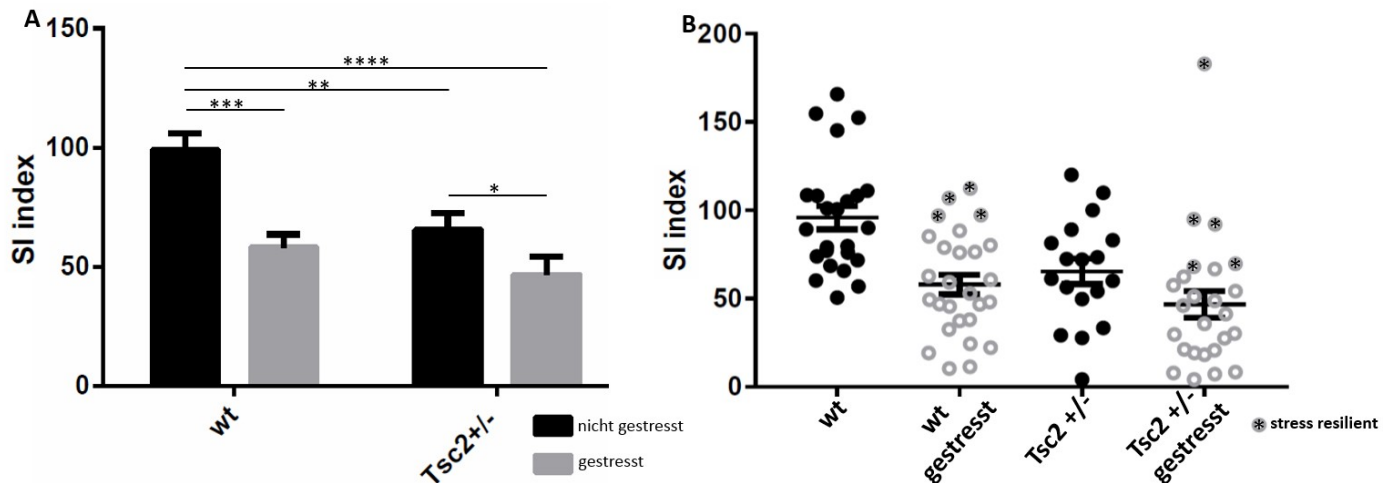 A
150
100
50
0
SI index
****
**
***
*
wt
Tsc2+/-
nicht gestresst
gestresst
B
200
150
100
50
0
SI index
wt
wt
gestresst
Tsc2 +/-
Tsc2 +/-
gestresst
* stress resilient